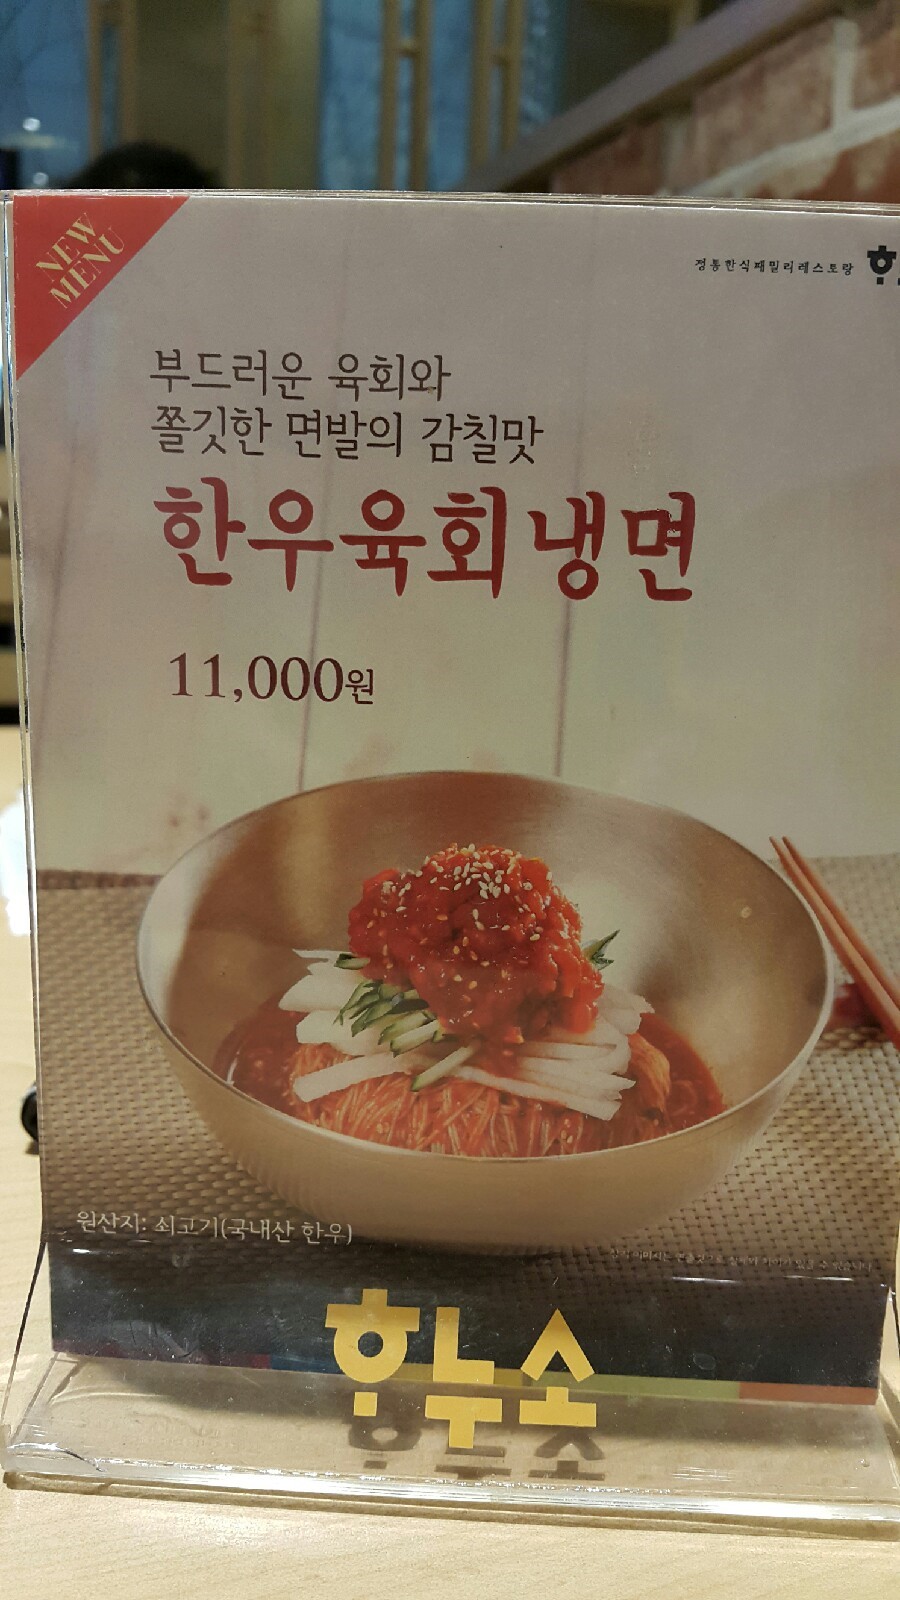 NEW
MENU
정통한식패밀리레스토랑
부드러운 육회와
쫄깃한 면발의 감칠맛
한우육회냉면
11,000원
원산지: 쇠고기(국내산 한우)
하누소